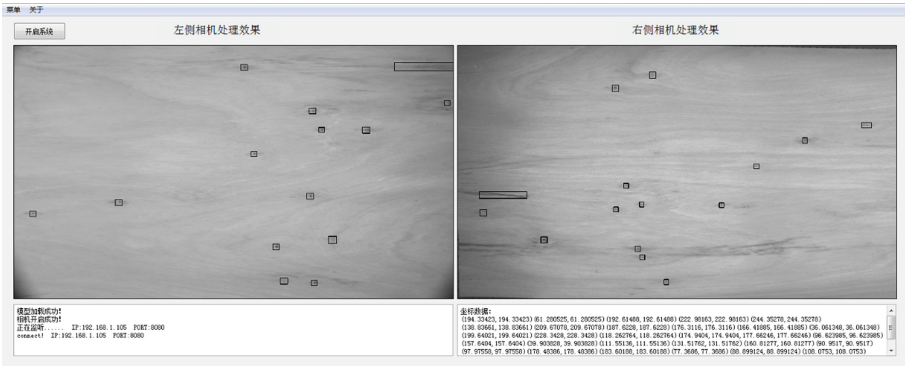 菜单 关于
开启系统
左侧相机处理效果
右侧相机处理效果
模型加载成功!
相机开启成功!
正在监听...... IP:192.168.1.105 PORT:8080
connect! IP:192.168.1.105 PORT:8080
坐标数据:
(194.33423,194.33423)(61.280525,61.280525)(192.61488,192.61488)(222.98163,222.98163)(244.35278,244.35278)
(138.83661,138.83661)(209.67078,209.67078)(187.6228,187.6228)(176.3116,176.3116)(166.41885,166.41885)(36.061348,36.061348)
(199.64021,199.64021)(228.3428,228.3428)(118.262764,118.262764)(174.9404,174.9404,177.66246,177.66246)(96.623985,96.623985)
(157.6404,157.6404)(39.903828,39.903828)(111.55136,111.55136)(131.51762,131.51762)(160.81277,160.81277)(90.9517,90.9517)
(97.97558,97.97558)(178.48386,178.48386)(183.60188,183.60188)(77.3686,77.3686)(88.899124,88.899124)(108.0753,108.0753)